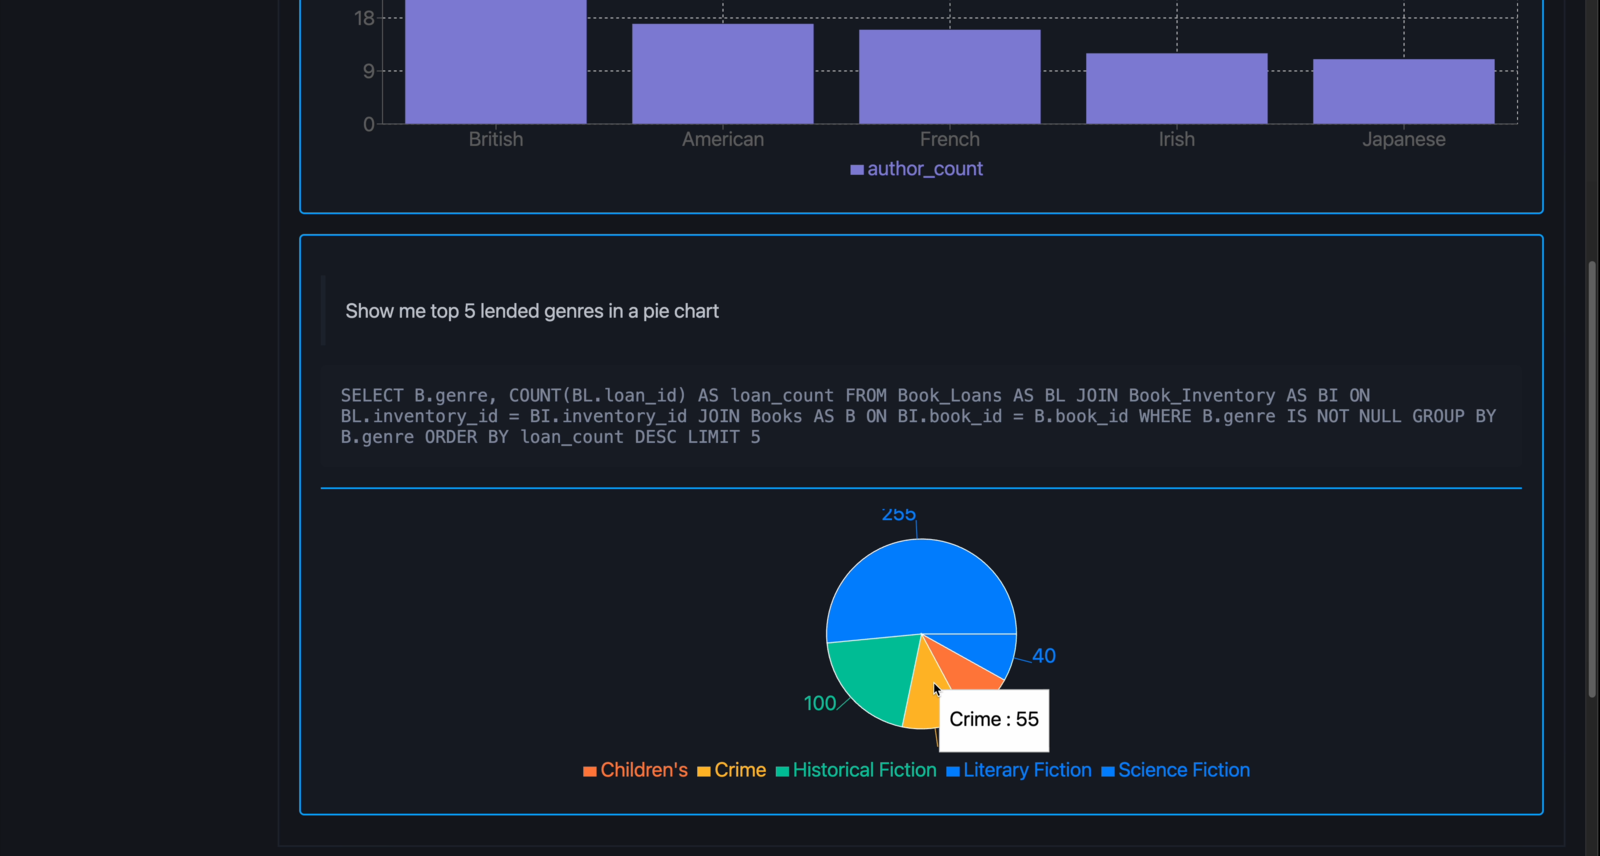 18
9
0
British American French Irish Japanese
author_count
Show me top 5 lended genres in a pie chart
SELECT B.genre, COUNT(BL.loan_id) AS loan_count FROM Book_Loans AS BL JOIN Book_Inventory AS BI ON
BL.inventory_id = BI.inventory_id JOIN Books AS B ON BI.book_id = B.book_id WHERE B.genre IS NOT NULL GROUP BY
B.genre ORDER BY loan_count DESC LIMIT 5
255
40
100
Crime : 55
Children's Crime Historical Fiction Literary Fiction Science Fiction